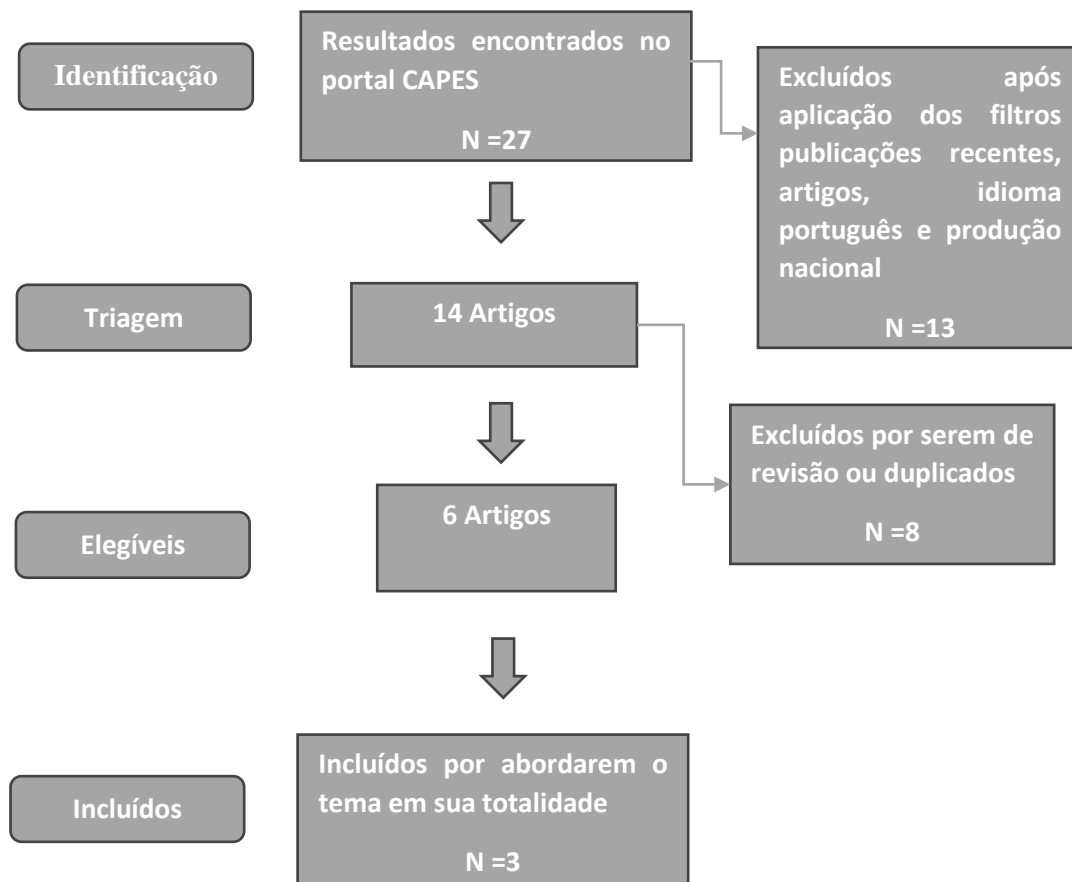 Identificação
Resultados encontrados no
portal CAPES
N =27
Excluídos após
aplicação dos filtros
publicações recentes,
artigos, idioma
português e produção
nacional
N =13
Triagem
14 Artigos
Excluídos por serem de
revisão ou duplicados
N =8
Elegíveis
6 Artigos
Incluídos
Incluídos por abordarem o
tema em sua totalidade
N =3